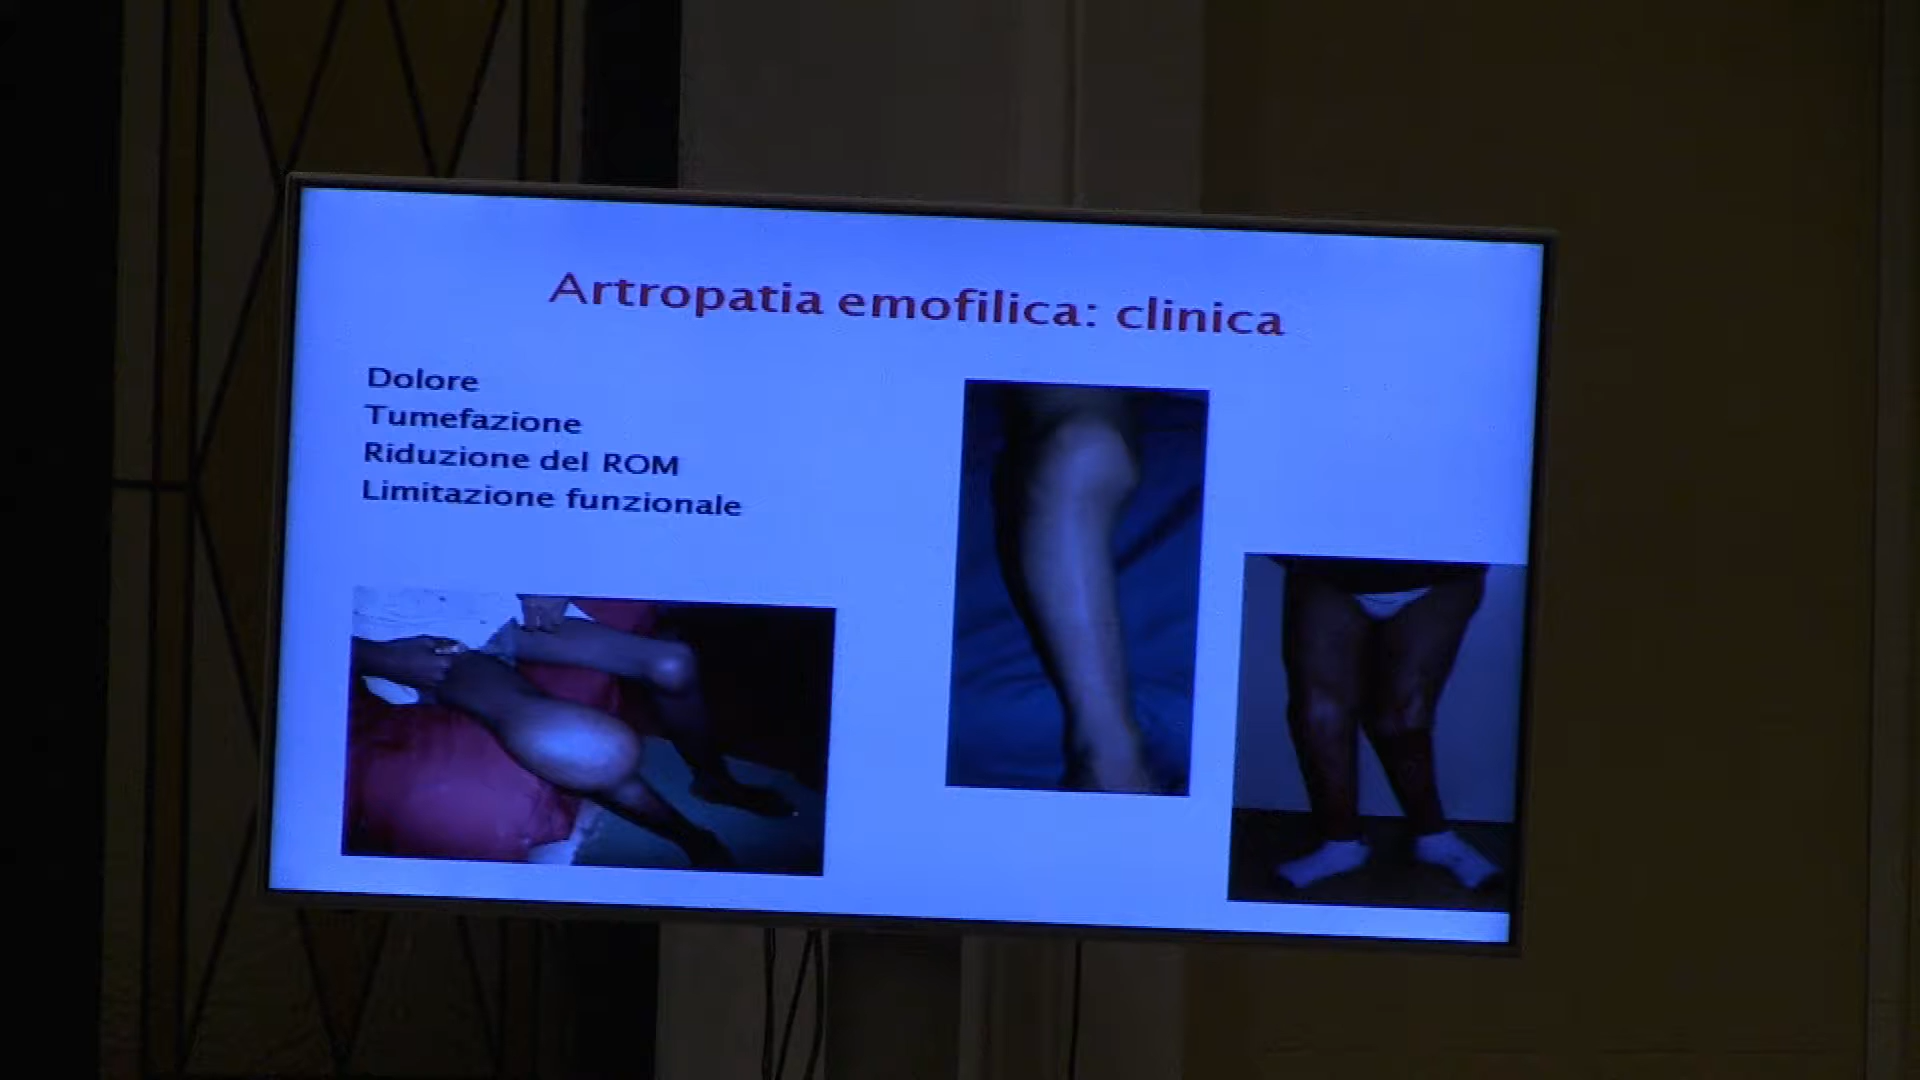 Artropatia emofilica: clinica
Dolore
Tumefazione
Riduzione del ROM
Limitazione funzionale